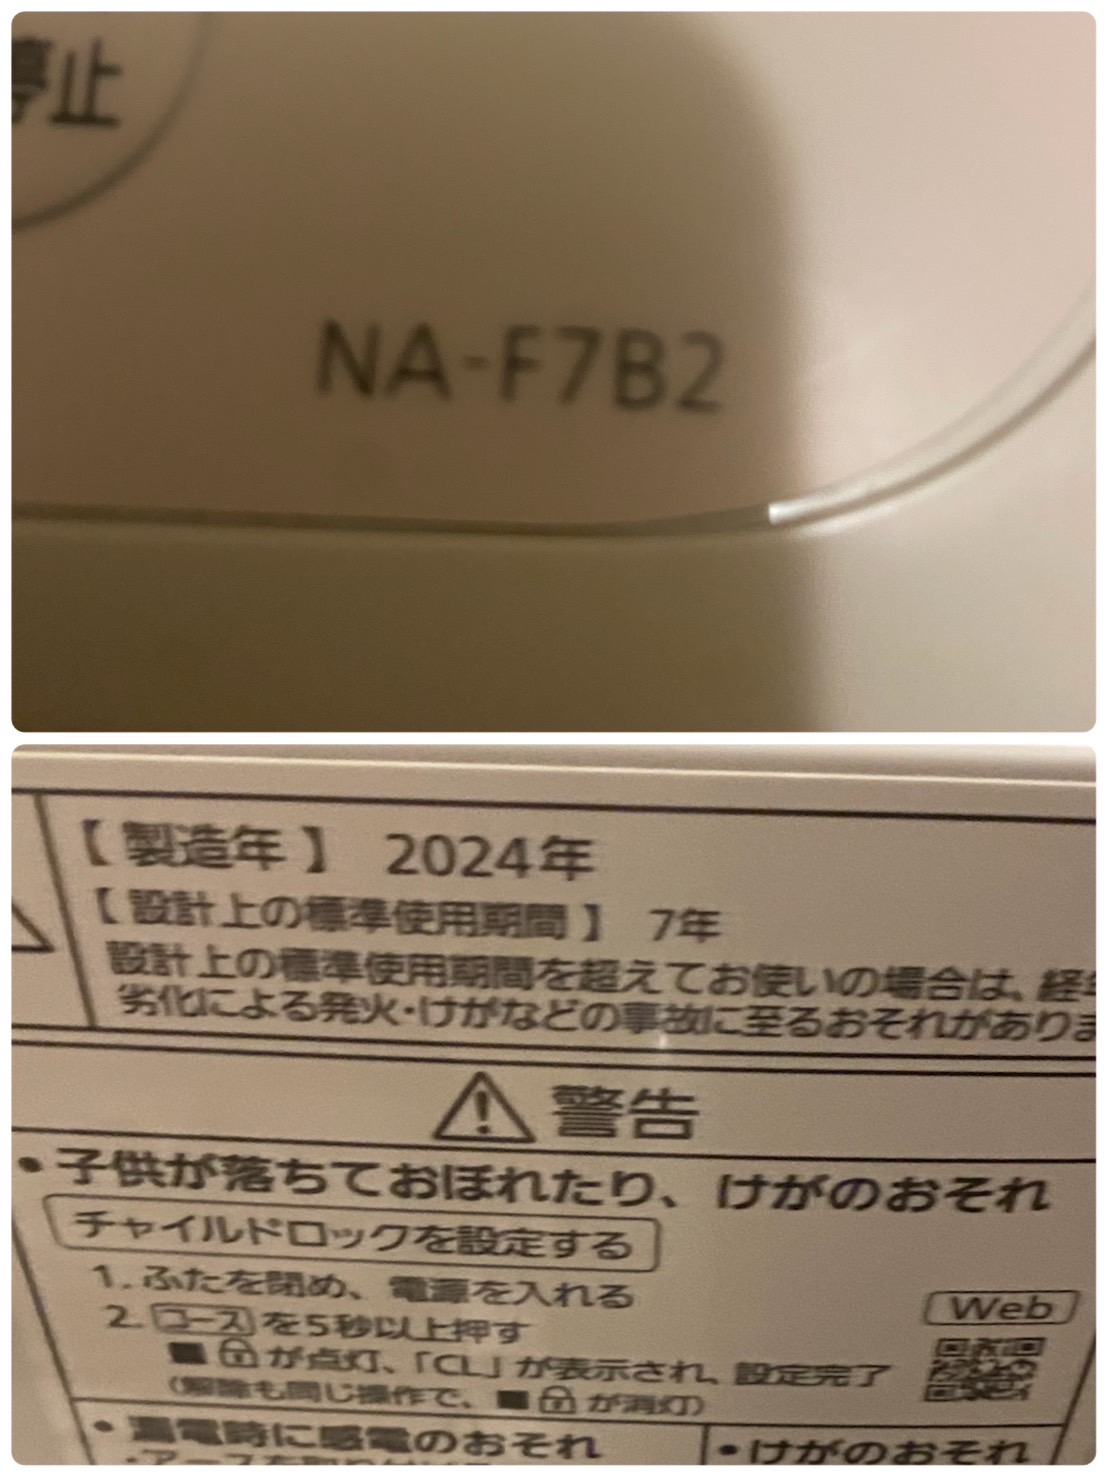 停止
NA-F7B2
【製造年】 2024年
【設計上の標準使用期間】 7年
設計上の標準使用期間を超えてお使いの場合は、経年
劣化による発火・けがなどの事故に至るおそれがありま
警告
・子供が落ちておぼれたり、けがのおそれ
チャイルドロックを設定する
1. ふたを閉め、電源を入れる
2. コースを5秒以上押す
■が点灯、「CL」が表示され、設定完了
(解除も同じ操作で、■が消灯)
Web
・漏電時に感電のおそれ
・けがのおそれ